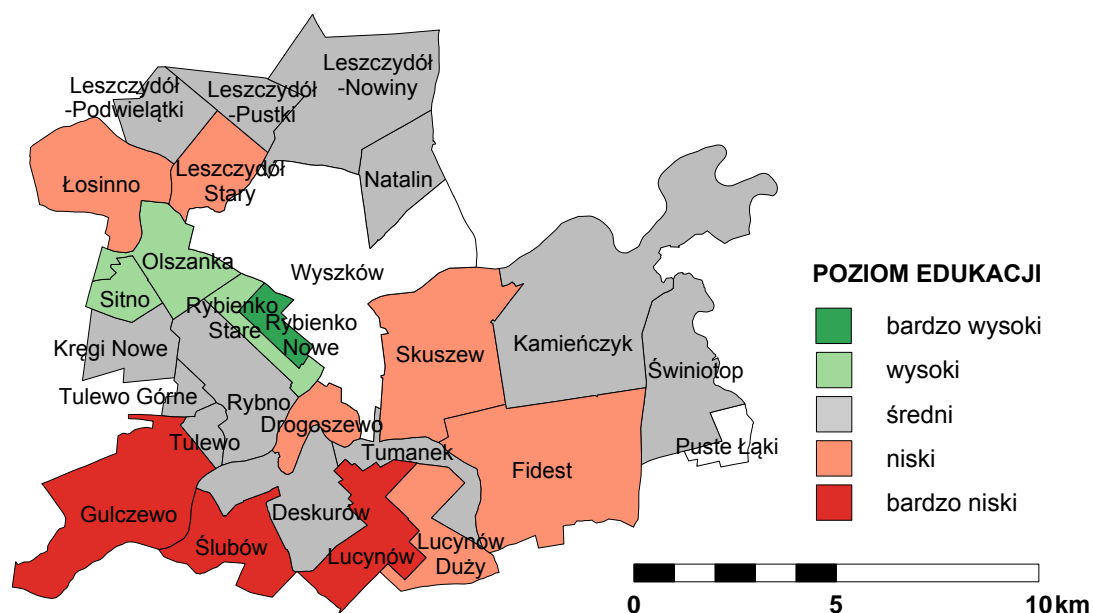 Leszczydół
-Nowiny
Leszczydół
-Podwielątki
Leszczydół
-Pustki
Leszczydół
Stary
Natalin
Łosinno
Olszanka
Wyszków
Sitno
Rybienko
Stare
Rybienko
Nowe
Kręgi Nowe
Skuszew
Kamieńczyk
Świniotop
Tulewo Górne
Rybno
Drogoszewo
Tulewo
Tumanek
Puste Łąki
Fidest
Gulczewo
Deskurów
Ślubów
Lucynów
Lucynów
Duży
POZIOM EDUKACJI
bardzo wysoki
wysoki
średni
niski
bardzo niski
0 5 10 km